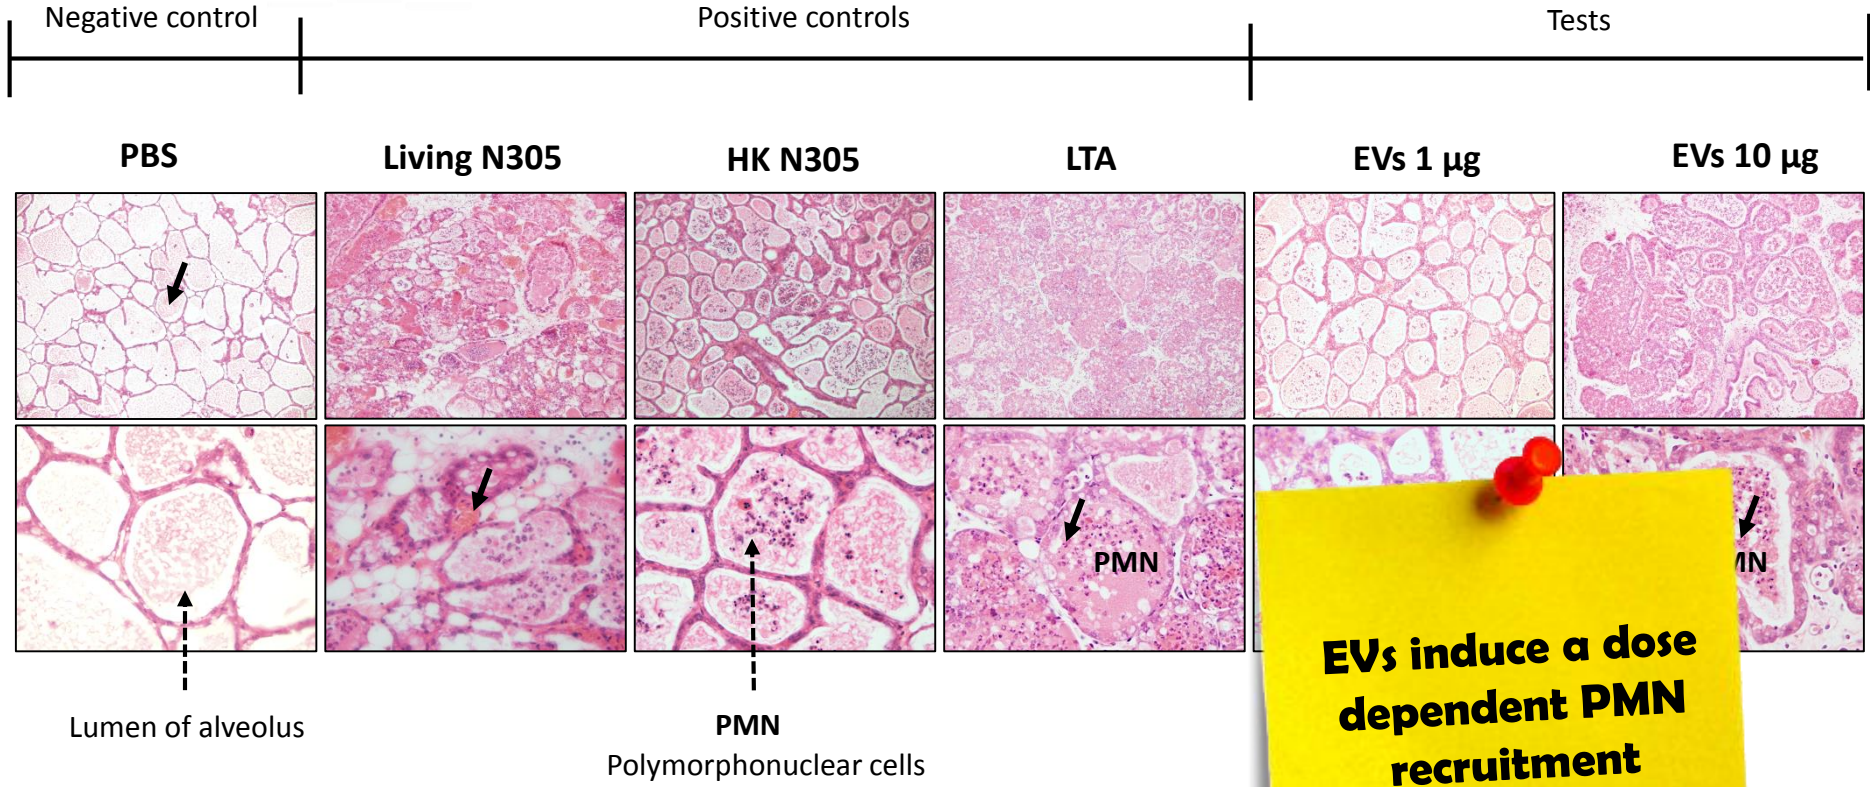 Negative control
Positive controls
Tests
PBS
Living N305
HK N305
LTA
EVs 1 µg
EVs 10 µg
PMN
Lumen of alveolus
PMN
Polymorphonuclear cells
EVs induce a dose
dependent PMN
recruitment